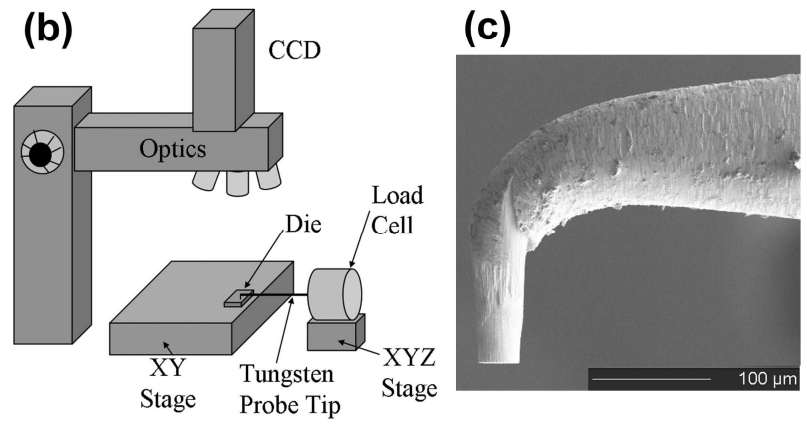 (b)
CCD
Optics
Die
Load
Cell
XY
Stage
Tungsten
Probe Tip
XYZ
Stage
(c)
100 µm